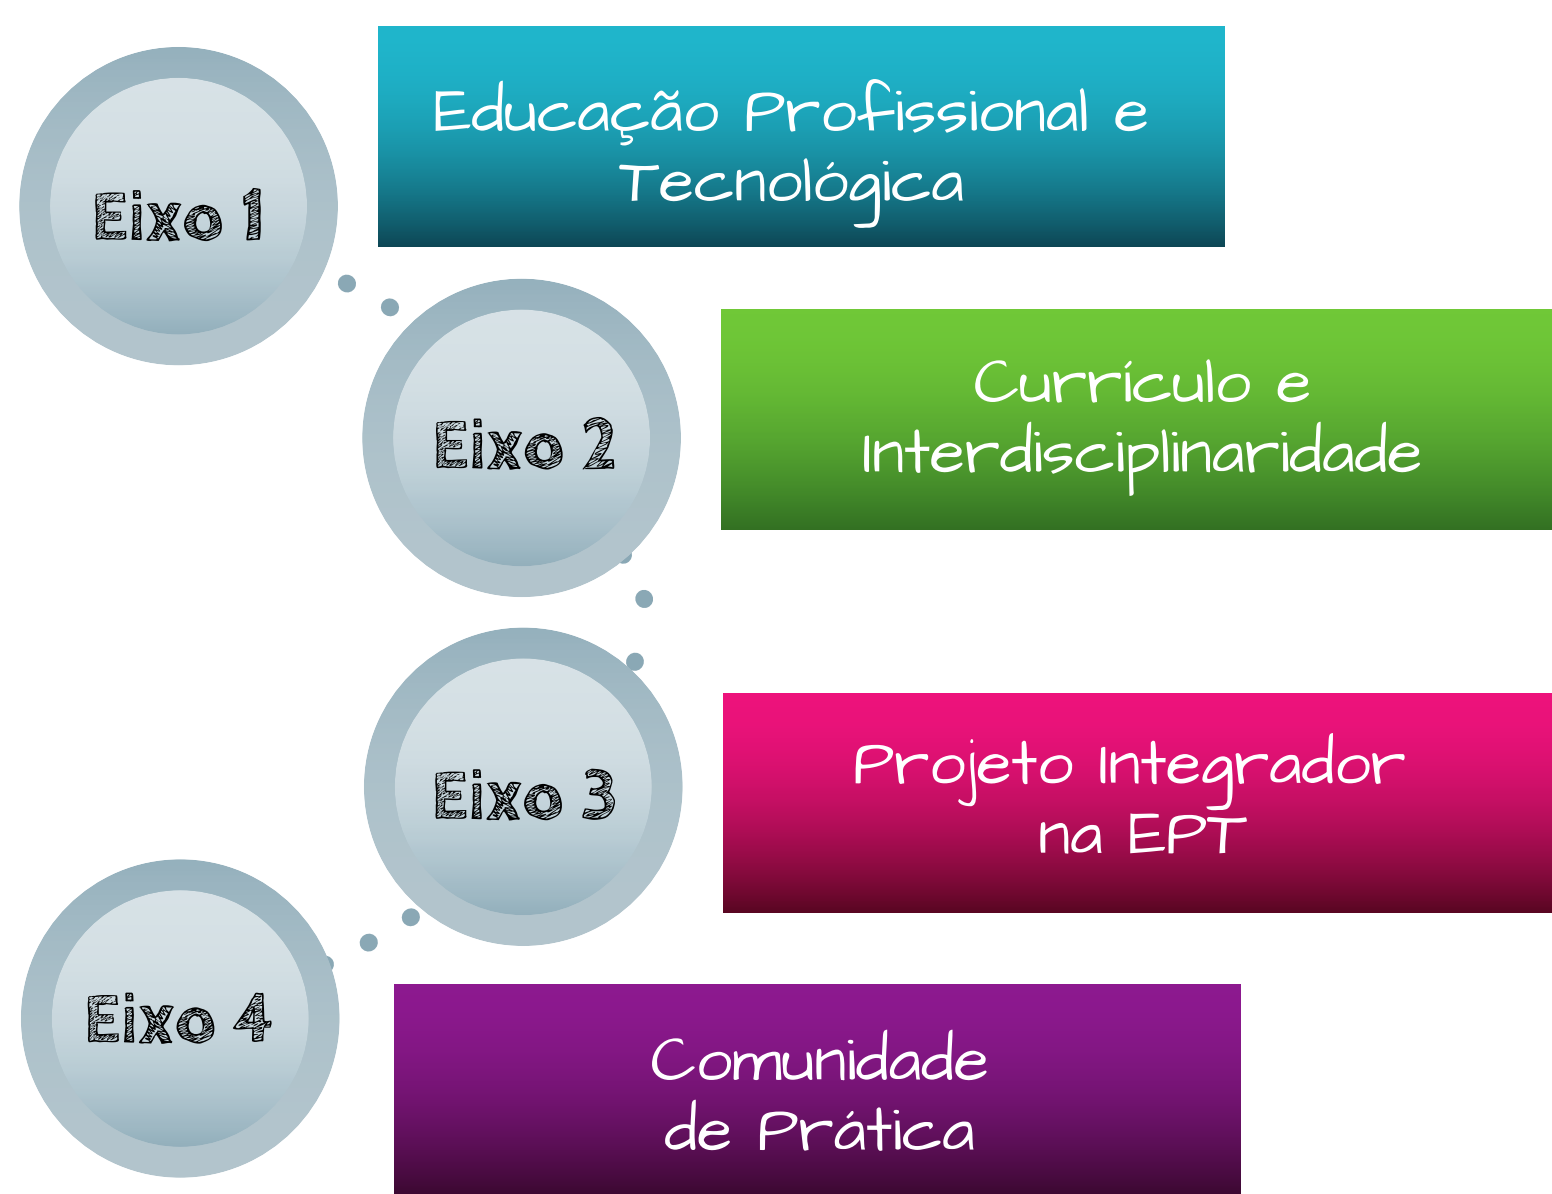 Eixo 1
Educação Profissional e
Tecnológica
Eixo 2
Currículo e
Interdisciplinaridade
Eixo 3
Projeto Integrador
na EPT
Eixo 4
Comunidade
de Prática